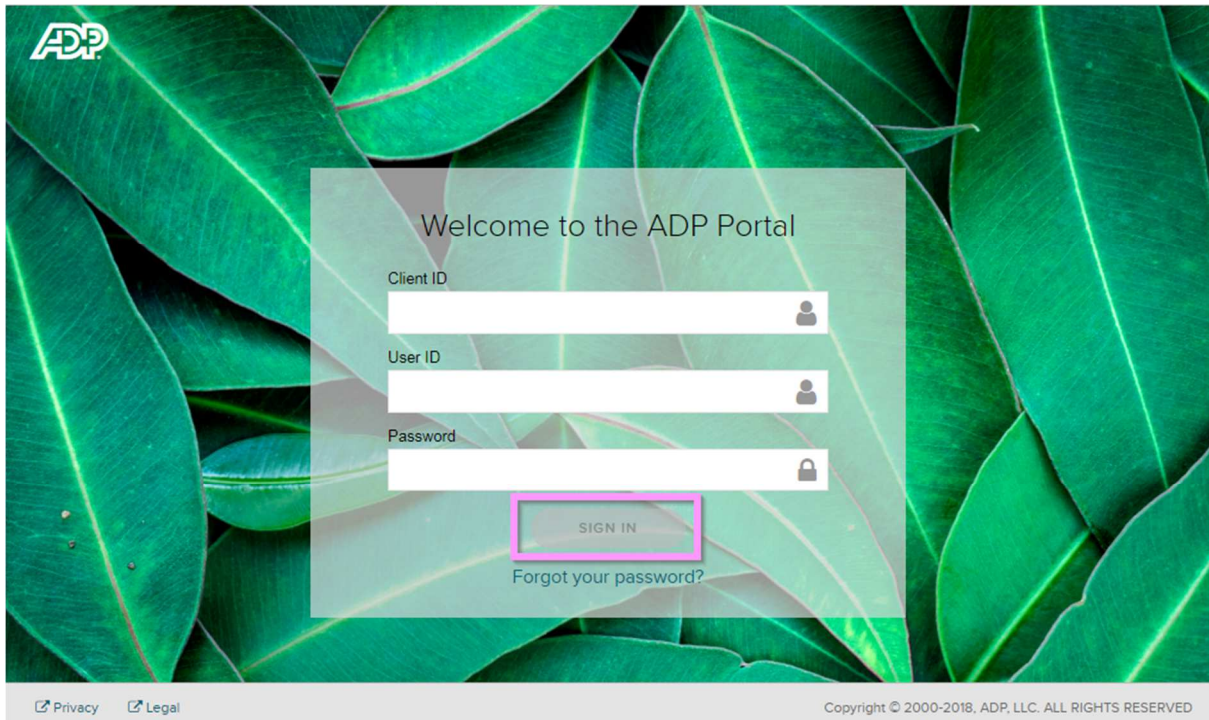 ADP
Welcome to the ADP Portal
Client ID
User ID
Password
SIGN IN
Forgot your password?
Privacy Legal Copyright © 2000-2018, ADP, LLC. ALL RIGHTS RESERVED